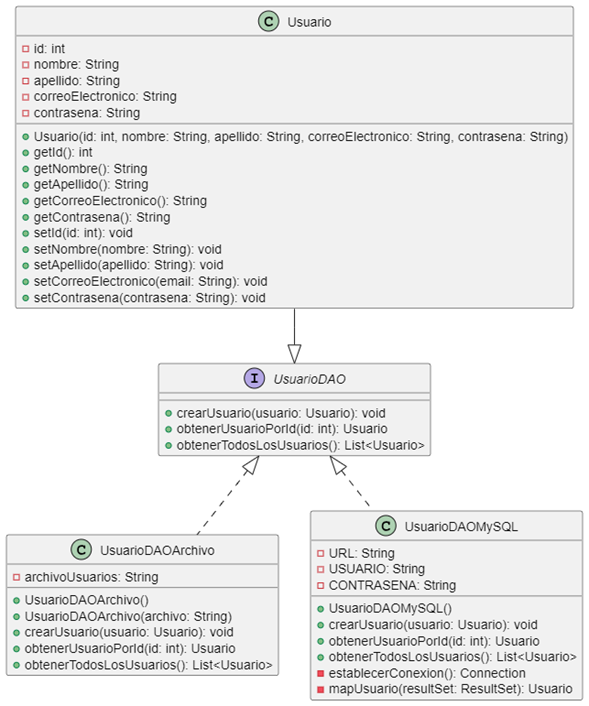 C Usuario
id: int
nombre: String
apellido: String
correoElectronico: String
contrasena: String
Usuario(id: int, nombre: String, apellido: String, correoElectronico: String, contrasena: String)
getId(): int
getNombre(): String
getApellido(): String
getCorreoElectronico(): String
getContrasena(): String
setId(id: int): void
setNombre(nombre: String): void
setApellido(apellido: String): void
setCorreoElectronico(email: String): void
setContrasena(contrasena: String): void
I UsuarioDAO
crearUsuario(usuario: Usuario): void
obtenerUsuarioPorId(id: int): Usuario
obtenerTodosLosUsuarios(): List<Usuario>
C UsuarioDAOArchivo
archivoUsuarios: String
UsuarioDAOArchivo()
UsuarioDAOArchivo(archivo: String)
crearUsuario(usuario: Usuario): void
obtenerUsuarioPorId(id: int): Usuario
obtenerTodosLosUsuarios(): List<Usuario>
C UsuarioDAOMySQL
URL: String
USUARIO: String
CONTRASENA: String
UsuarioDAOMySQL()
crearUsuario(usuario: Usuario): void
obtenerUsuarioPorId(id: int): Usuario
obtenerTodosLosUsuarios(): List<Usuario>
establecerConexion(): Connection
mapUsuario(resultSet: ResultSet): Usuario